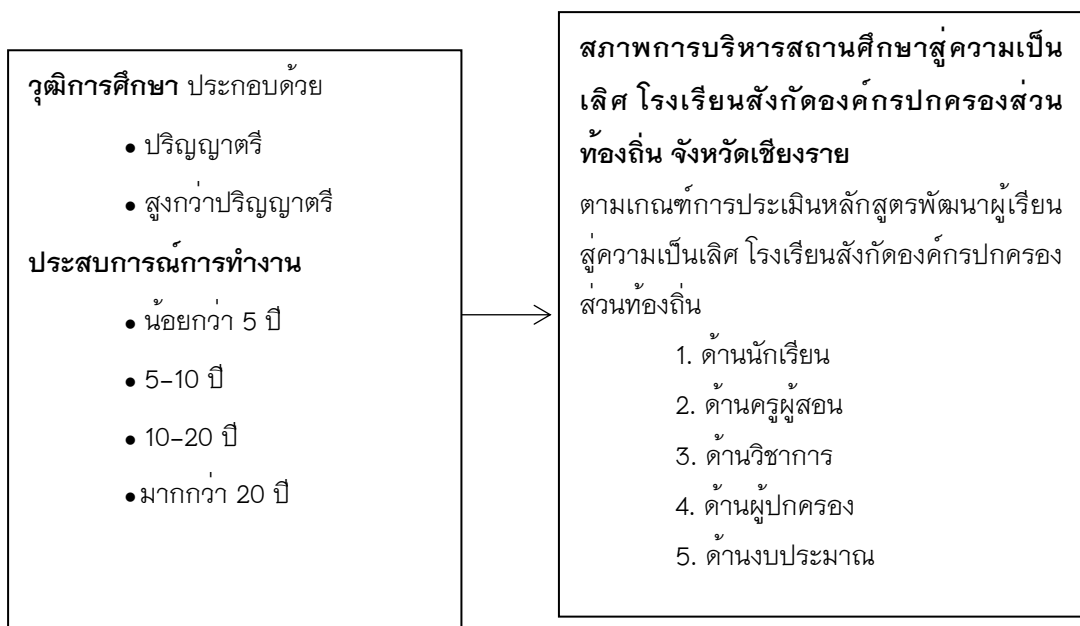 วุฒิการศึกษา ประกอบด้วย
• ปริญญาตรี
• สูงกว่าปริญญาตรี
ประสบการณ์การทำงาน
• น้อยกว่า 5 ปี
• 5–10 ปี
• 10–20 ปี
• มากกว่า 20 ปี
สภาพการบริหารสถานศึกษาสู่ความเป็น
เลิศ โรงเรียนสังกัดองค์กรปกครองส่วน
ท้องถิ่น จังหวัดเชียงราย
ตามเกณฑ์การประเมินหลักสูตรพัฒนาผู้เรียน
สู่ความเป็นเลิศ โรงเรียนสังกัดองค์กรปกครอง
ส่วนท้องถิ่น
1. ด้านนักเรียน
2. ด้านครูผู้สอน
3. ด้านวิชาการ
4. ด้านผู้ปกครอง
5. ด้านงบประมาณ